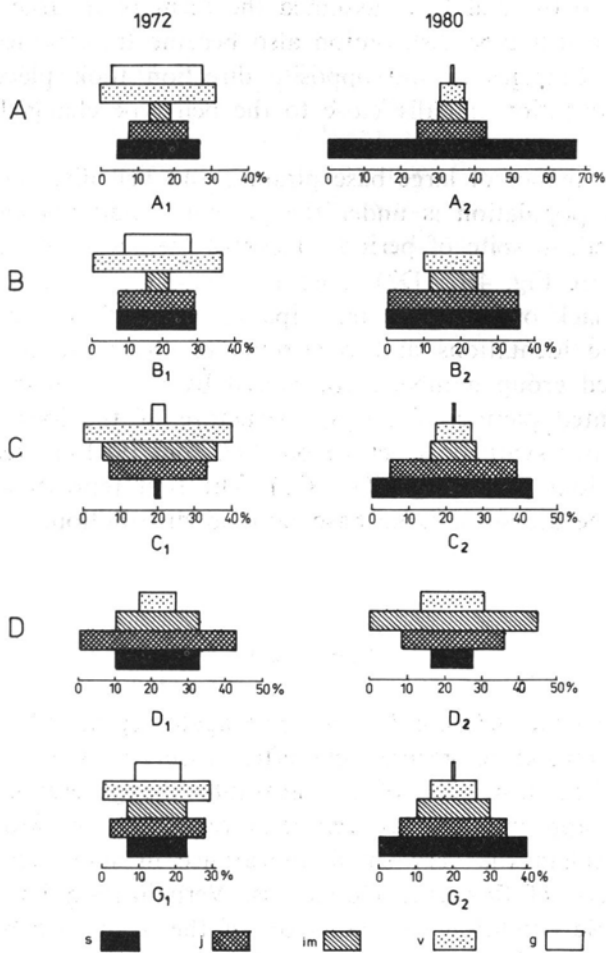 1972 1980
A
0 10 20 30 40% 0 10 20 30 40 50 60 70%
A1 A2
B
0 10 20 30 40% 0 10 20 30 40%
B1 B2
C
0 10 20 30 40% 0 10 20 30 40 50%
C1 C2
D
0 10 20 30 40 50% 0 10 20 30 40 50%
D1 D2
0 10 20 30% 0 10 20 30 40%
G1 G2
s j im v g